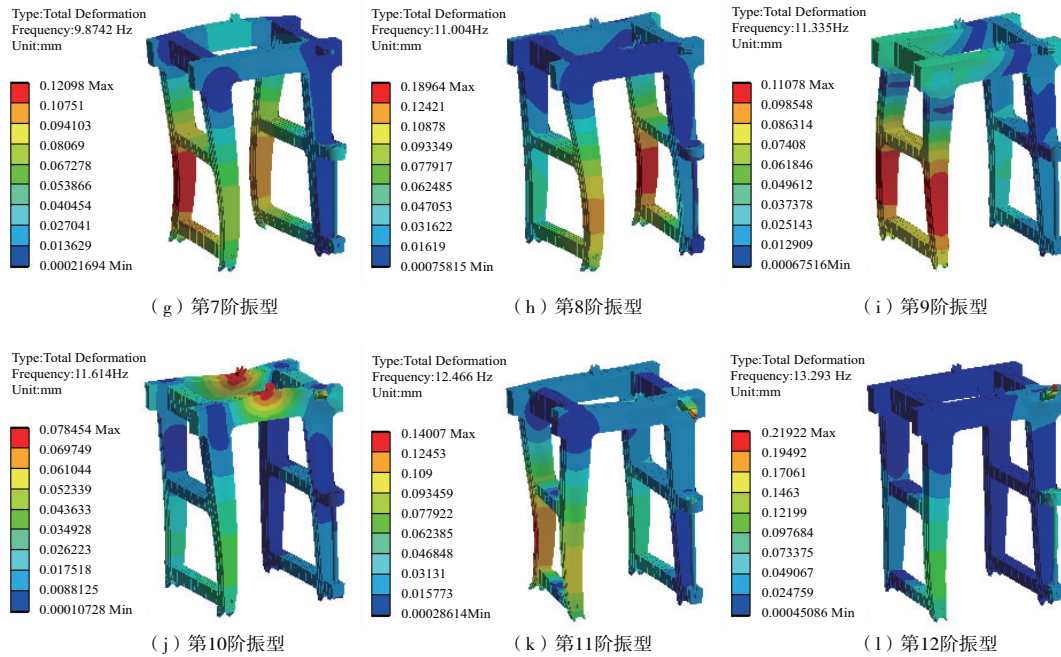 Type:Total Deformation
Frequency:9.8742 Hz
Unit:mm
0.12098 Max
0.10751
0.094103
0.08069
0.067278
0.053866
0.040454
0.027041
0.013629
0.00021694 Min
(g)第7阶振型
Type:Total Deformation
Frequency:11.004Hz
Unit:mm
0.18964 Max
0.12421
0.10878
0.093349
0.077917
0.062485
0.047053
0.031622
0.01619
0.00075815 Min
(h)第8阶振型
Type:Total Deformation
Frequency:11.335Hz
Unit:mm
0.11078 Max
0.098548
0.086314
0.07408
0.061846
0.049612
0.037378
0.025143
0.012909
0.00067516Min
(i)第9阶振型
Type:Total Deformation
Frequency:11.614Hz
Unit:mm
0.078454 Max
0.069749
0.061044
0.052339
0.043633
0.034928
0.026223
0.017518
0.0088125
0.00010728 Min
(j)第10阶振型
Type:Total Deformation
Frequency:12.466 Hz
Unit:mm
0.14007 Max
0.12453
0.109
0.093459
0.077922
0.062385
0.046848
0.03131
0.015773
0.00028614Min
(k)第11阶振型
Type:Total Deformation
Frequency:13.293 Hz
Unit:mm
0.21922 Max
0.19492
0.17061
0.1463
0.12199
0.097684
0.073375
0.049067
0.024759
0.00045086 Min
(l)第12阶振型